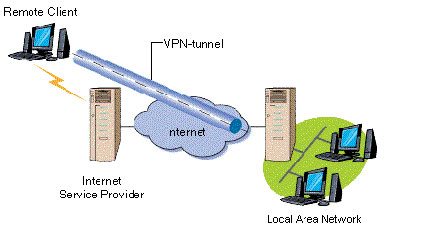 Remote Client
VPN-tunnel
nternet
Internet
Service Provider
Local Area Network